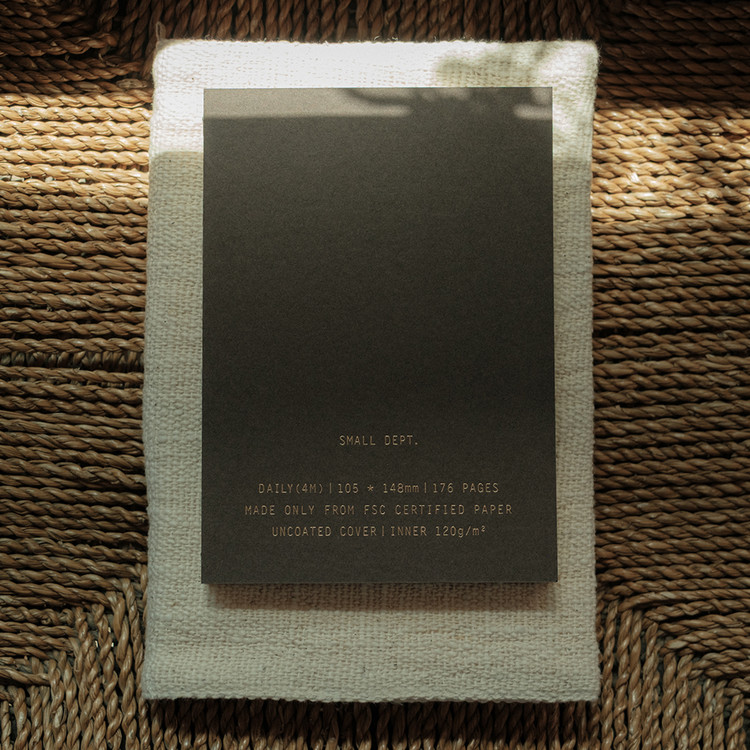 SMALL DEPT.
DAILY(4M)|105 * 148mm|176 PAGES
MADE ONLY FROM FSC CERTIFIED PAPER
UNCOATED COVER|INNER 120g/m²